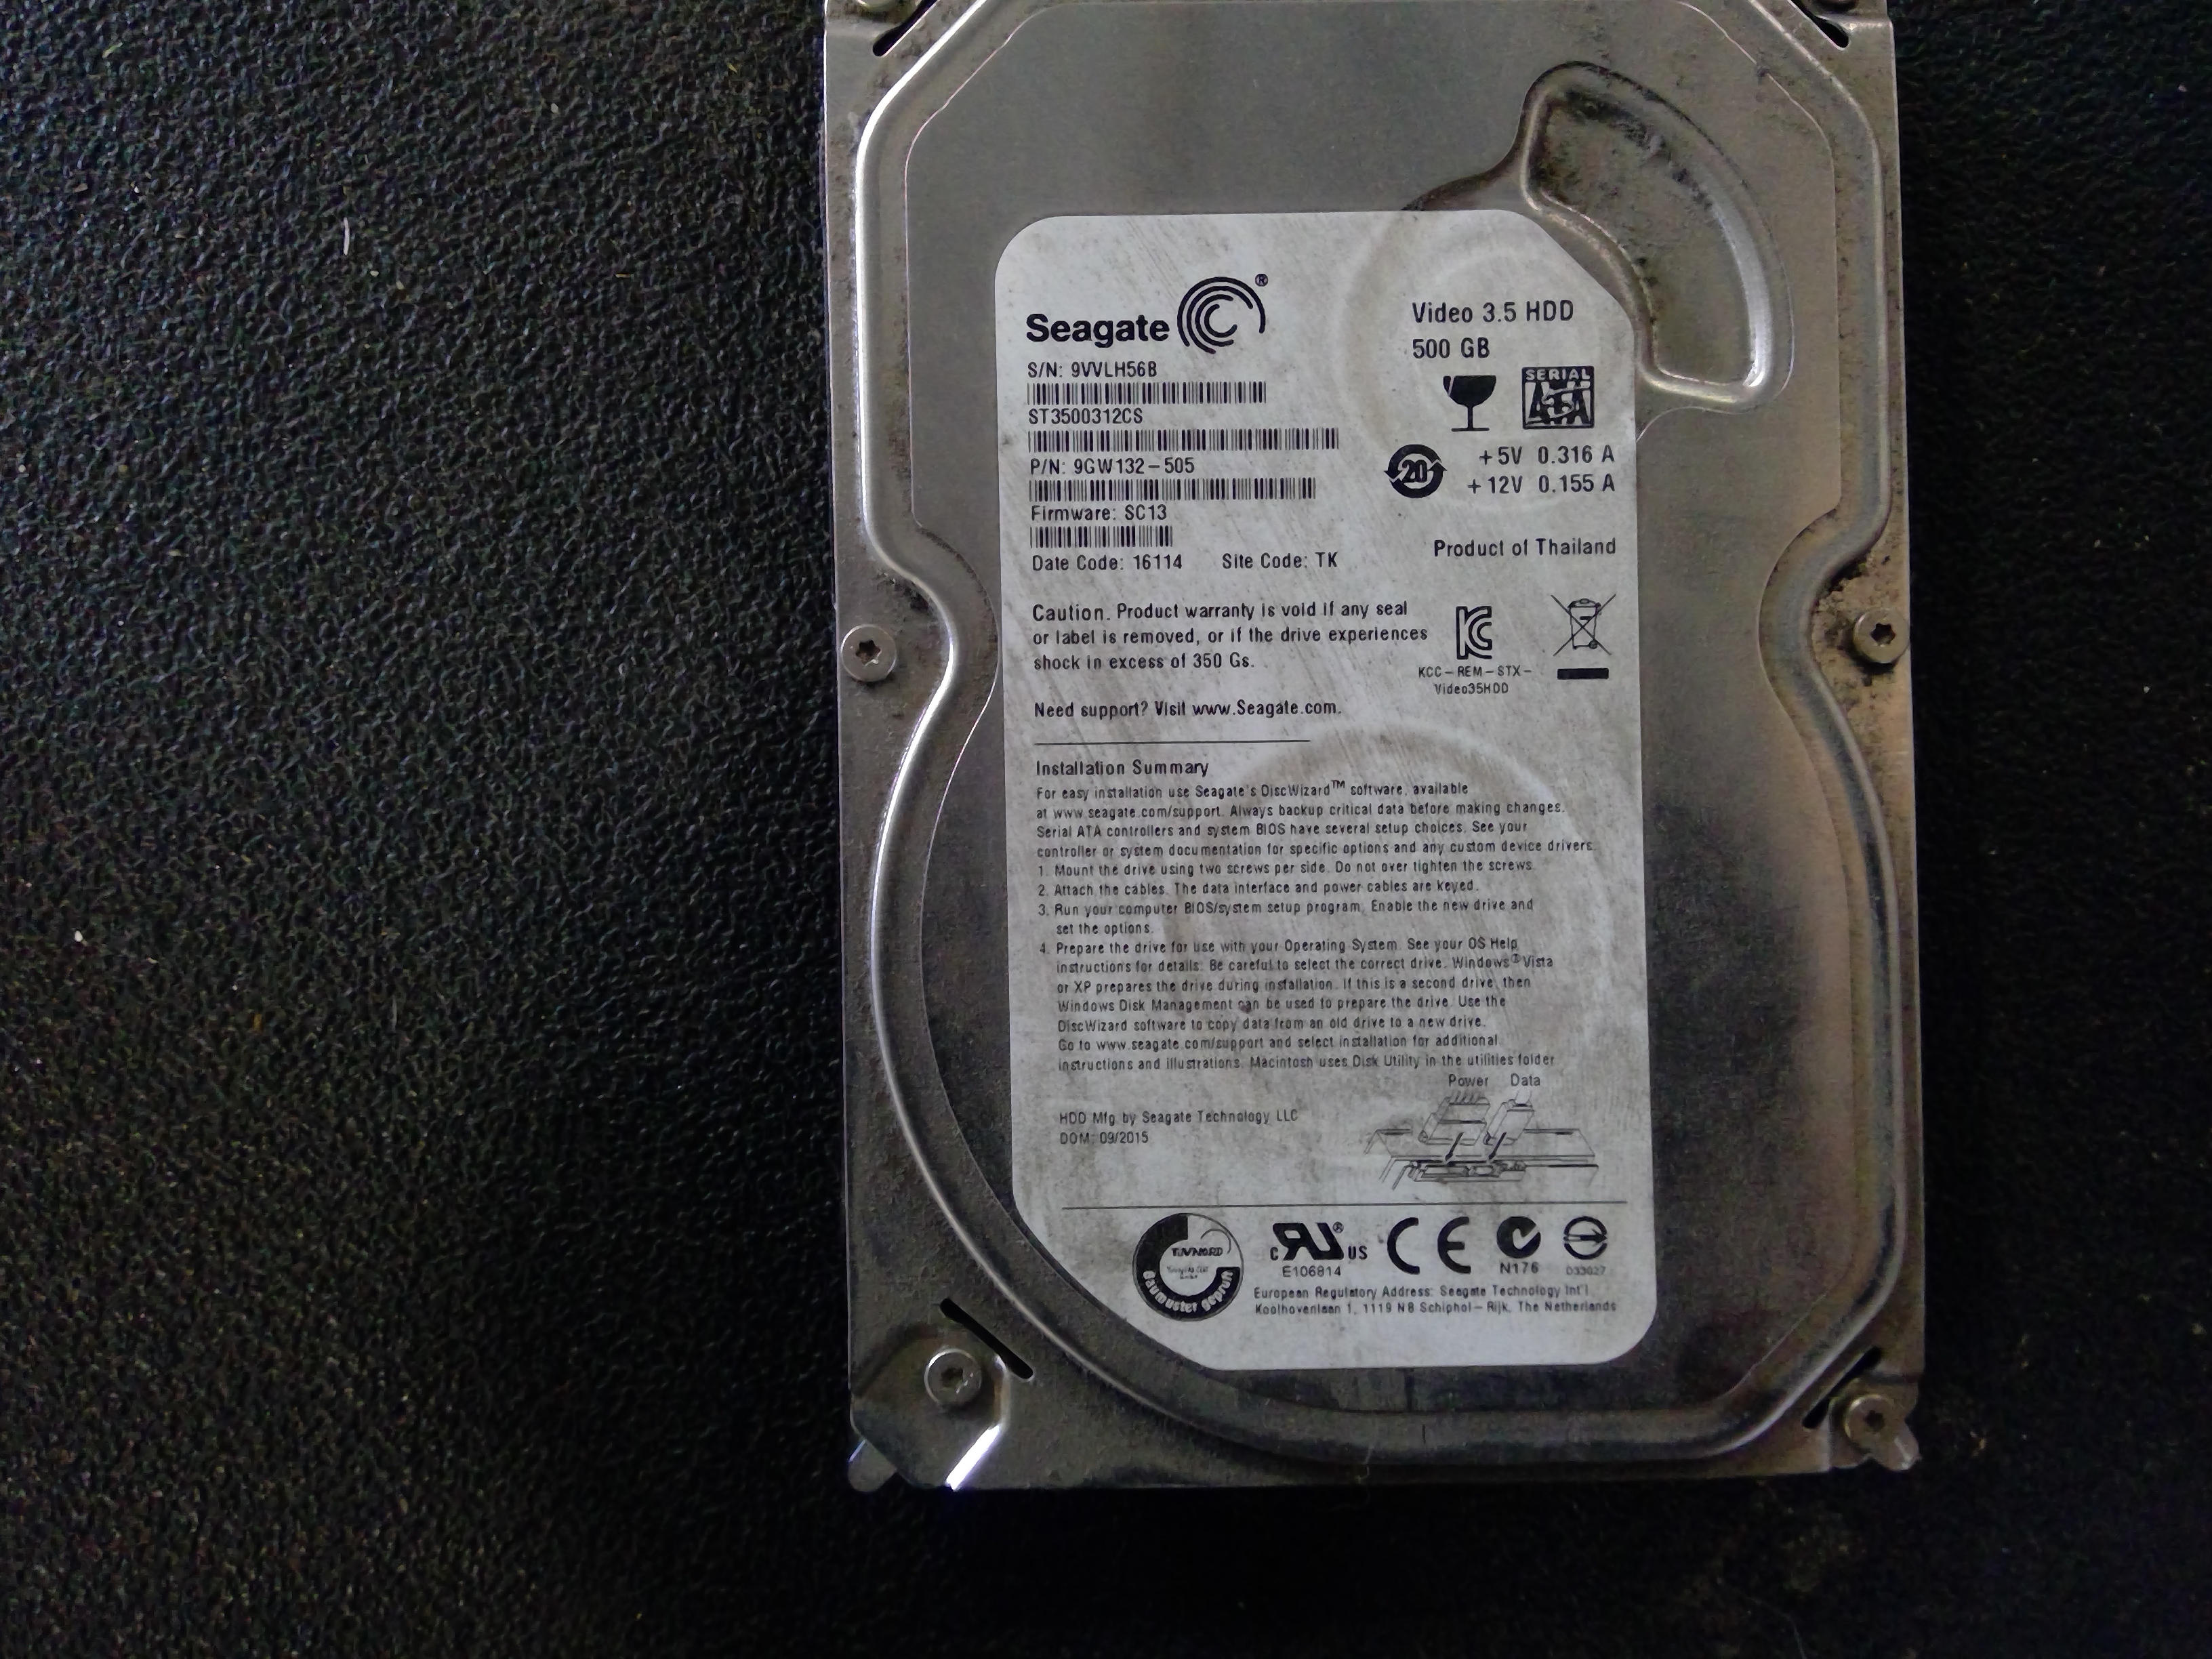 Seagate ®
S/N: 9VVLH56B
ST3500312CS
P/N: 9GW132-505
Firmware: SC13
Date Code: 16114 Site Code: TK
Video 3.5 HDD
500 GB
SERIAL
ATA
20
+5V 0.316 A
+12V 0.155 A
Product of Thailand
Caution. Product warranty is void if any seal
or label is removed, or if the drive experiences
shock in excess of 350 Gs.
KCC-REM-STX-
Video35HDD
Need support? Visit www.Seagate.com.
Installation Summary
For easy installation use Seagate's DiscWizard™ software, available
at www.seagate.com/support. Always backup critical data before making changes.
Serial ATA controllers and system BIOS have several setup choices. See your
controller or system documentation for specific options and any custom device drivers.
1. Mount the drive using two screws per side. Do not over tighten the screws.
2. Attach the cables. The data interface and power cables are keyed.
3. Run your computer BIOS/system setup program. Enable the new drive and
set the options.
4. Prepare the drive for use with your Operating System. See your OS Help
instructions for details. Be careful to select the correct drive. Windows® Vista
or XP prepares the drive during installation. If this is a second drive, then
Windows Disk Management can be used to prepare the drive. Use the
DiscWizard software to copy data from an old drive to a new drive.
Go to www.seagate.com/support and select installation for additional
instructions and illustrations. Macintosh uses Disk Utility in the utilities folder
Power Data
HDD Mfg by Seagate Technology LLC
DOM: 09/2015
TUV NORD
Baumuster geprüft
c RU ® US
E106814
CE
N176
D33027
European Regulatory Address: Seagate Technology Int'l
Koolhovenlaan 1, 1119 NB Schiphol-Rijk, The Netherlands